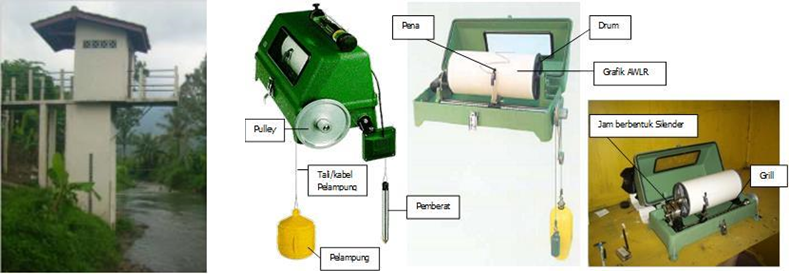 Pena
Drum
Grafik AWLR
Pulley
Tali/kabel
Pelampung
Pemberat
Pelampung
Jam berbentuk Silender
Grill